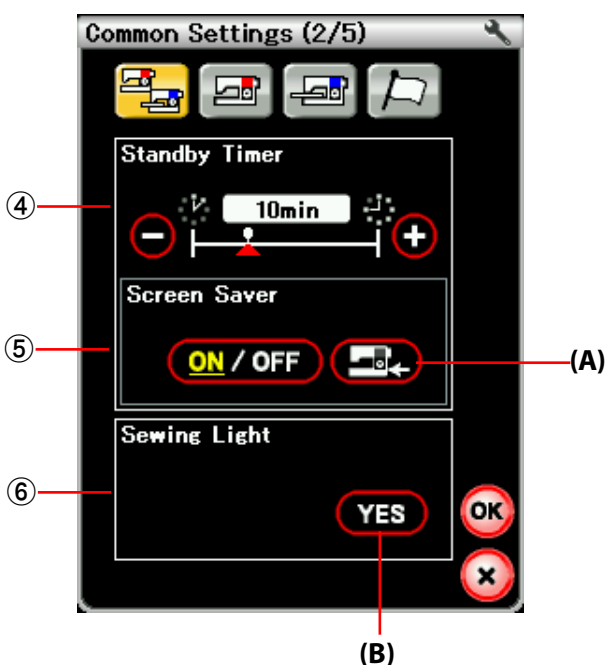 Common Settings (2/5)
Standby Timer
④
10min
Screen Saver
⑤
ON / OFF
(A)
Sewing Light
⑥
YES
OK
(B)